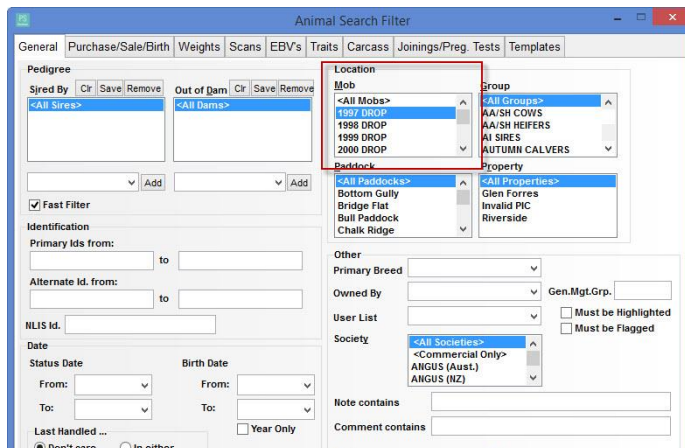 Animal Search Filter
General Purchase/Sale/Birth Weights Scans EBV's Traits Carcass Joinings/Preg. Tests Templates
Pedigree
Sired By Clr Save Remove Out of Dam Clr Save Remove
<All Sires> <All Dams>
Add Add
Fast Filter
Identification
Primary Ids from:
to
Alternate Id. from:
to
NLIS Id.
Date
Status Date Birth Date
From: From:
To: To:
Year Only
Last Handled ...
Don't care In either
Location
Mob
<All Mobs>
1997 DROP
1998 DROP
1999 DROP
2000 DROP
Group
<All Groups>
AA/SH COWS
AA/SH HEIFERS
AI SIRES
AUTUMN CALVERS
Paddock
<All Paddocks>
Bottom Gully
Bridge Flat
Bull Paddock
Chalk Ridge
Property
<All Properties>
Glen Forres
Invalid PIC
Riverside
Other
Primary Breed
Owned By Gen.Mgt.Grp.
User List Must be Highlighted
Must be Flagged
Society
<All Societies>
<Commercial Only>
ANGUS (Aust.)
ANGUS (NZ)
Note contains
Comment contains